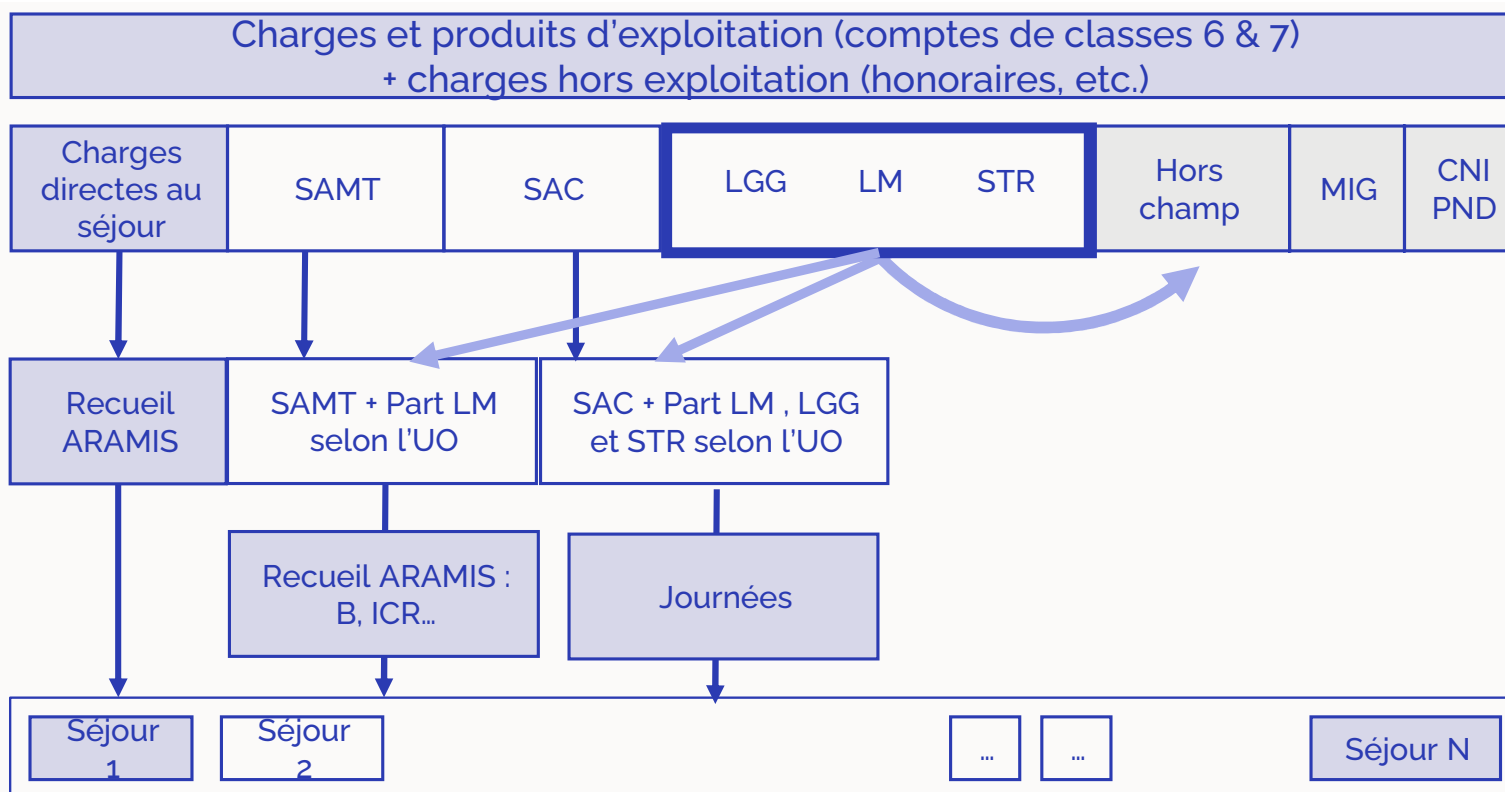 Charges et produits d’exploitation (comptes de classes 6 & 7)
+ charges hors exploitation (honoraires, etc.)
Charges
directes au
séjour
SAMT
SAC
LGG LM STR
Hors
champ
MIG
CNI
PND
Recueil
ARAMIS
SAMT + Part LM
selon l’UO
SAC + Part LM , LGG
et STR selon l’UO
Recueil ARAMIS :
B, ICR…
Journées
Séjour
1
Séjour
2
…
…
Séjour N